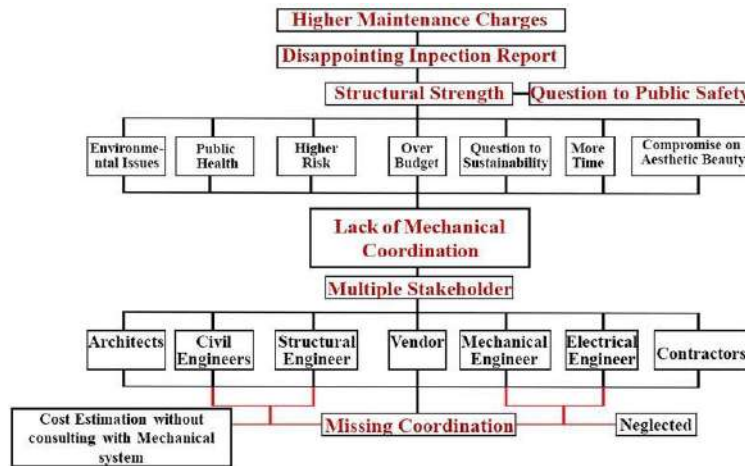 Higher Maintenance Charges
Disappointing Inpection Report
Structural Strength
Question to Public Safety
Environme-
ntal Issues
Public
Health
Higher
Risk
Over
Budget
Question to
Sustainability
More
Time
Compromise on
Aesthetic Beauty
Lack of Mechanical
Coordination
Multiple Stakeholder
Architects
Civil
Engineers
Structural
Engineer
Vendor
Mechanical
Engineer
Electrical
Engineer
Contractors
Cost Estimation without
consulting with Mechanical
system
Missing Coordination
Neglected